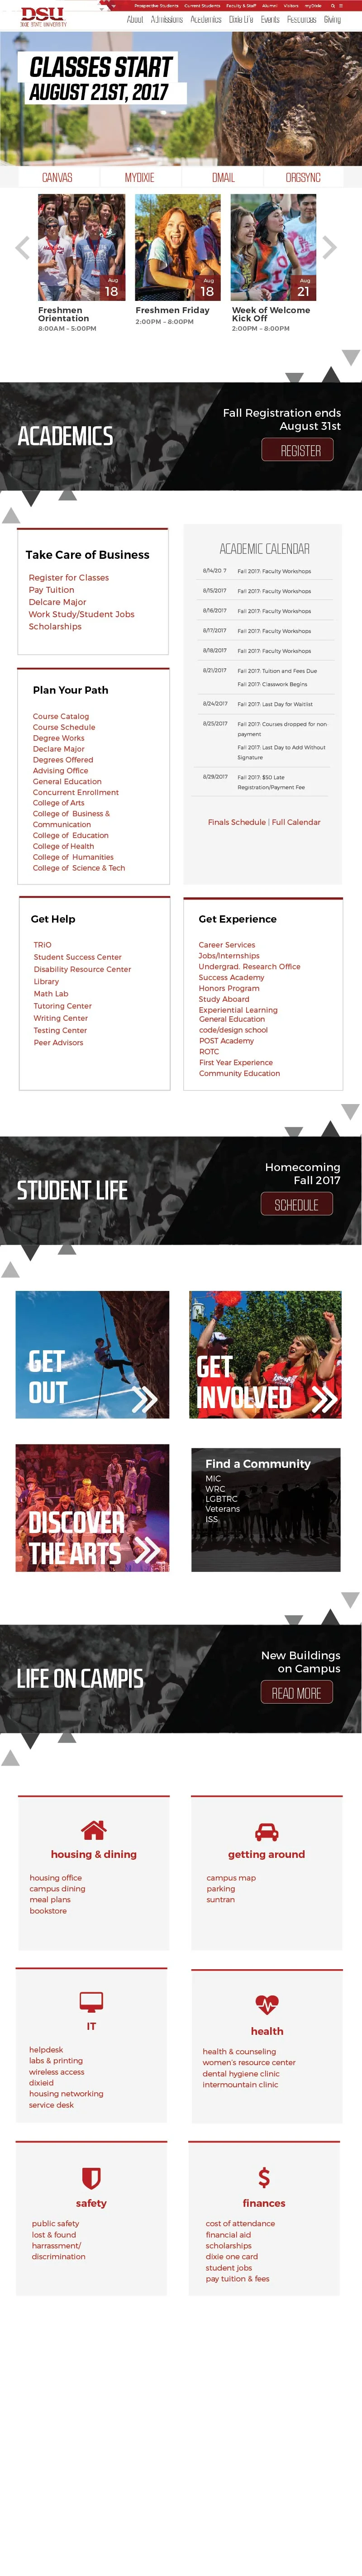 Prospective Students Current Students Faculty & Staff Alumni Visitors myDixie
DSU
DIXIE STATE UNIVERSITY
About Admissions Academics Dixie Life Events Resources Giving
CLASSES START
AUGUST 21ST, 2017
CANVAS MYDIXIE DMAIL ORGSYNC
Aug
18
Aug
18
Aug
21
Freshmen
Orientation
8:00AM - 5:00PM
Freshmen Friday
2:00PM - 8:00PM
Week of Welcome
Kick Off
2:00PM - 8:00PM
ACADEMICS
Fall Registration ends
August 31st
REGISTER
Take Care of Business
Register for Classes
Pay Tuition
Delcare Major
Work Study/Student Jobs
Scholarships
ACADEMIC CALENDAR
8/14/20 7 Fall 2017: Faculty Workshops
8/15/2017 Fall 2017: Faculty Workshops
8/16/2017 Fall 2017: Faculty Workshops
8/17/2017 Fall 2017: Faculty Workshops
8/18/2017 Fall 2017: Faculty Workshops
8/21/2017 Fall 2017: Tuition and Fees Due
Fall 2017: Classwork Begins
8/24/2017 Fall 2017: Last Day for Waitlist
8/25/2017 Fall 2017: Courses dropped for non-
payment
Fall 2017: Last Day to Add Without
Signature
8/29/2017 Fall 2017: $50 Late
Registration/Payment Fee
Finals Schedule | Full Calendar
Plan Your Path
Course Catalog
Course Schedule
Degree Works
Declare Major
Degrees Offered
Advising Office
General Education
Concurrent Enrollment
College of Arts
College of Business &
Communication
College of Education
College of Health
College of Humanities
College of Science & Tech
Get Help
TRiO
Student Success Center
Disability Resource Center
Library
Math Lab
Tutoring Center
Writing Center
Testing Center
Peer Advisors
Get Experience
Career Services
Jobs/Internships
Undergrad. Research Office
Success Academy
Honors Program
Study Aboard
Experiential Learning
General Education
code/design school
POST Academy
ROTC
First Year Experience
Community Education
STUDENT LIFE
Homecoming
Fall 2017
SCHEDULE
GET
OUT
GET
INVOLVED
DISCOVER
THE ARTS
Find a Community
MIC
WRC
LGBTRC
Veterans
ISS
LIFE ON CAMPIS
New Buildings
on Campus
READ MORE
housing & dining
housing office
campus dining
meal plans
bookstore
getting around
campus map
parking
suntran
IT
helpdesk
labs & printing
wireless access
dixieid
housing networking
service desk
health
health & counseling
women's resource center
dental hygiene clinic
intermountain clinic
safety
public safety
lost & found
harrassment/
discrimination
finances
cost of attendance
financial aid
scholarships
dixie one card
student jobs
pay tuition & fees